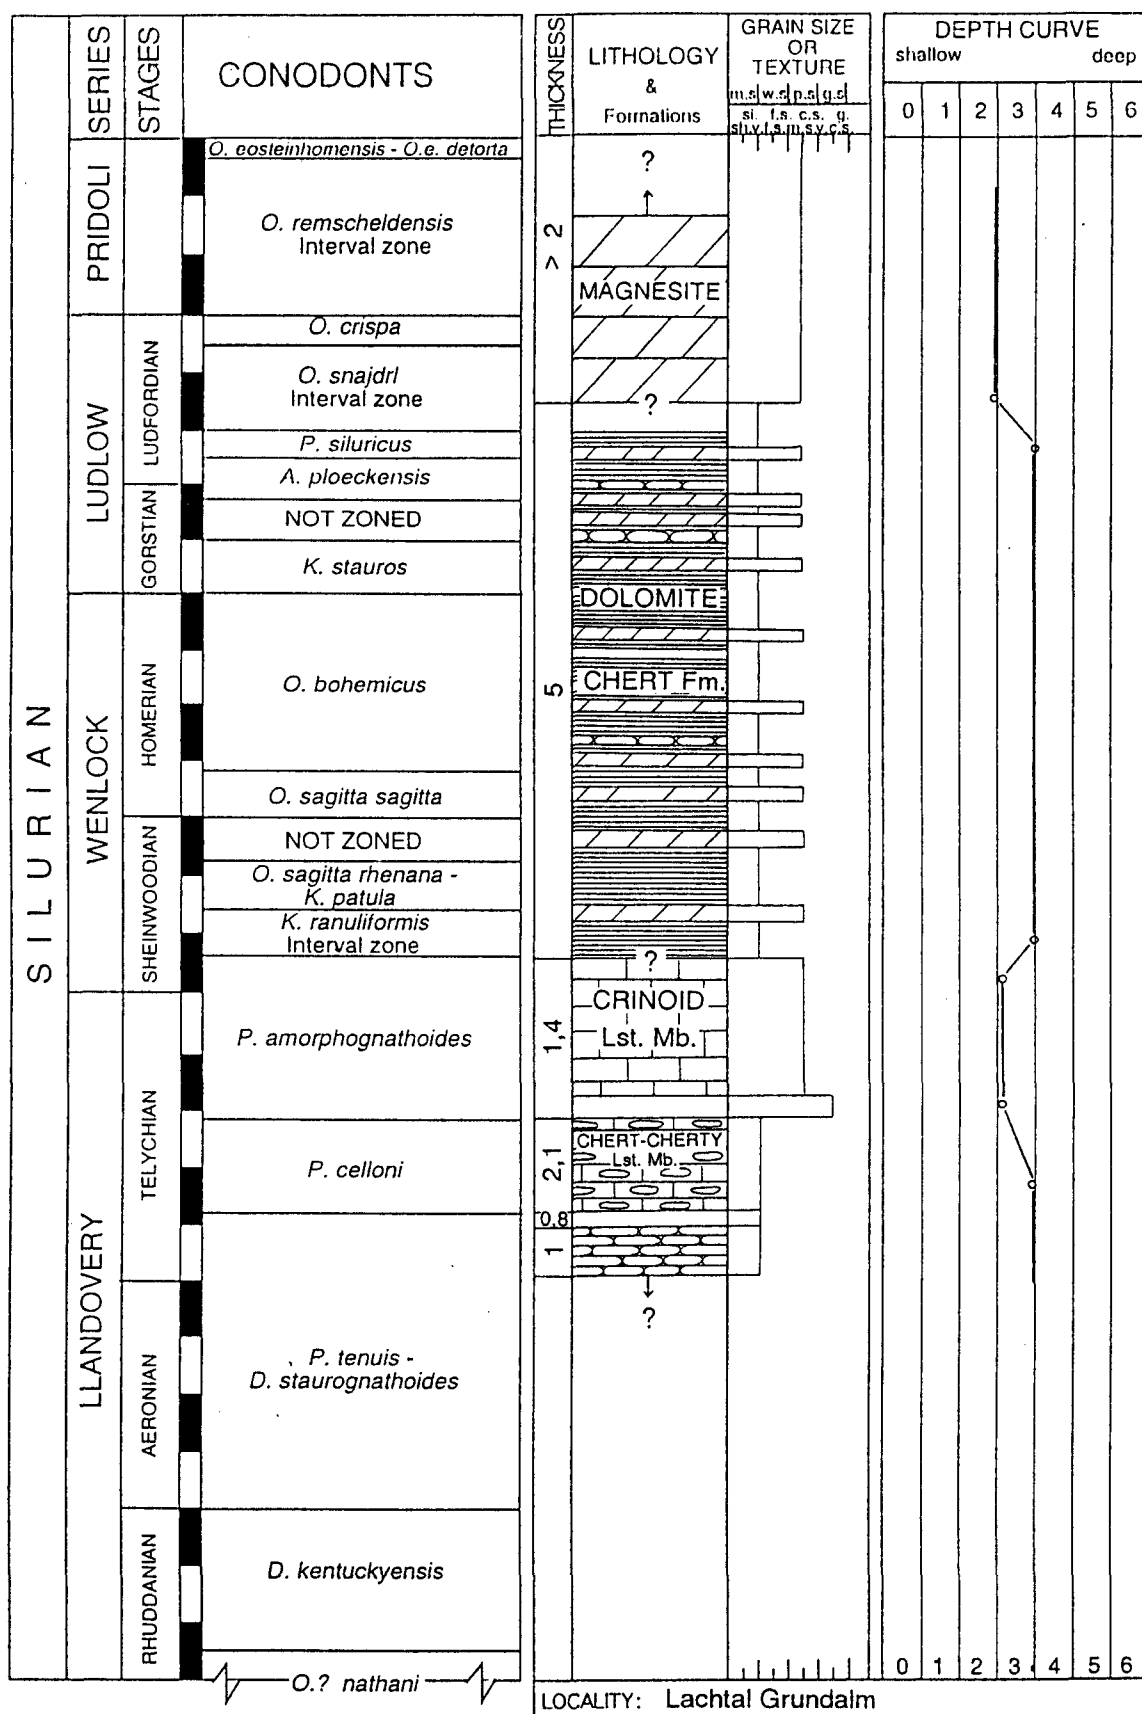 SERIES
STAGES
CONODONTS
THICKNESS
LITHOLOGY
&
Formations
GRAIN SIZE
OR
TEXTURE
m.s w.s p.s g.s
si. f.s. c.s. g.
DEPTH CURVE
shallow deep
0 1 2 3 4 5 6
SILURIAN
PRIDOLI
LUDLOW
WENLOCK
LLANDOVERY
LUDFORDIAN
GORSTIAN
HOMERIAN
SHEINWOODIAN
TELYCHIAN
AERONIAN
RHUDDANIAN
O. eosteinhornensis - O.e. detorta
O. remscheldensis
Interval zone
O. crispa
O. snajdrl
Interval zone
P. siluricus
A. ploeckensis
NOT ZONED
K. stauros
O. bohemicus
O. sagitta sagitta
NOT ZONED
O. sagitta rhenana -
K. patula
K. ranuliformis
Interval zone
P. amorphognathoides
P. celloni
P. tenuis -
D. staurognathoides
D. kentuckyensis
O.? nathani
> 2
5
1,4
2,1
0,8
1
?
MAGNESITE
?
DOLOMITE
CHERT Fm.
?
CRINOID
Lst. Mb.
CHERT-CHERTY
Lst. Mb.
?
0 1 2 3 4 5 6
LOCALITY: Lachtal Grundalm